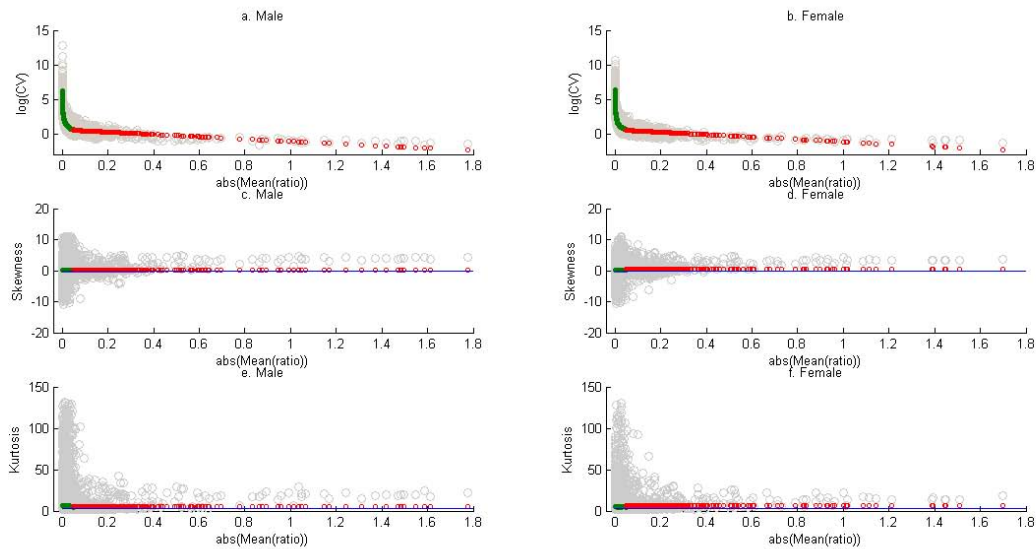 a. Male
15
10
5
0
log(CV)
0 0.2 0.4 0.6 0.8 1 1.2 1.4 1.6 1.8
abs(Mean(ratio))
b. Female
15
10
5
0
log(CV)
0 0.2 0.4 0.6 0.8 1 1.2 1.4 1.6 1.8
abs(Mean(ratio))
c. Male
20
10
0
-10
-20
Skewness
0 0.2 0.4 0.6 0.8 1 1.2 1.4 1.6 1.8
abs(Mean(ratio))
d. Female
20
10
0
-10
-20
Skewness
0 0.2 0.4 0.6 0.8 1 1.2 1.4 1.6 1.8
abs(Mean(ratio))
e. Male
150
100
50
0
Kurtosis
0 0.2 0.4 0.6 0.8 1 1.2 1.4 1.6 1.8
abs(Mean(ratio))
f. Female
150
100
50
0
Kurtosis
0 0.2 0.4 0.6 0.8 1 1.2 1.4 1.6 1.8
abs(Mean(ratio))